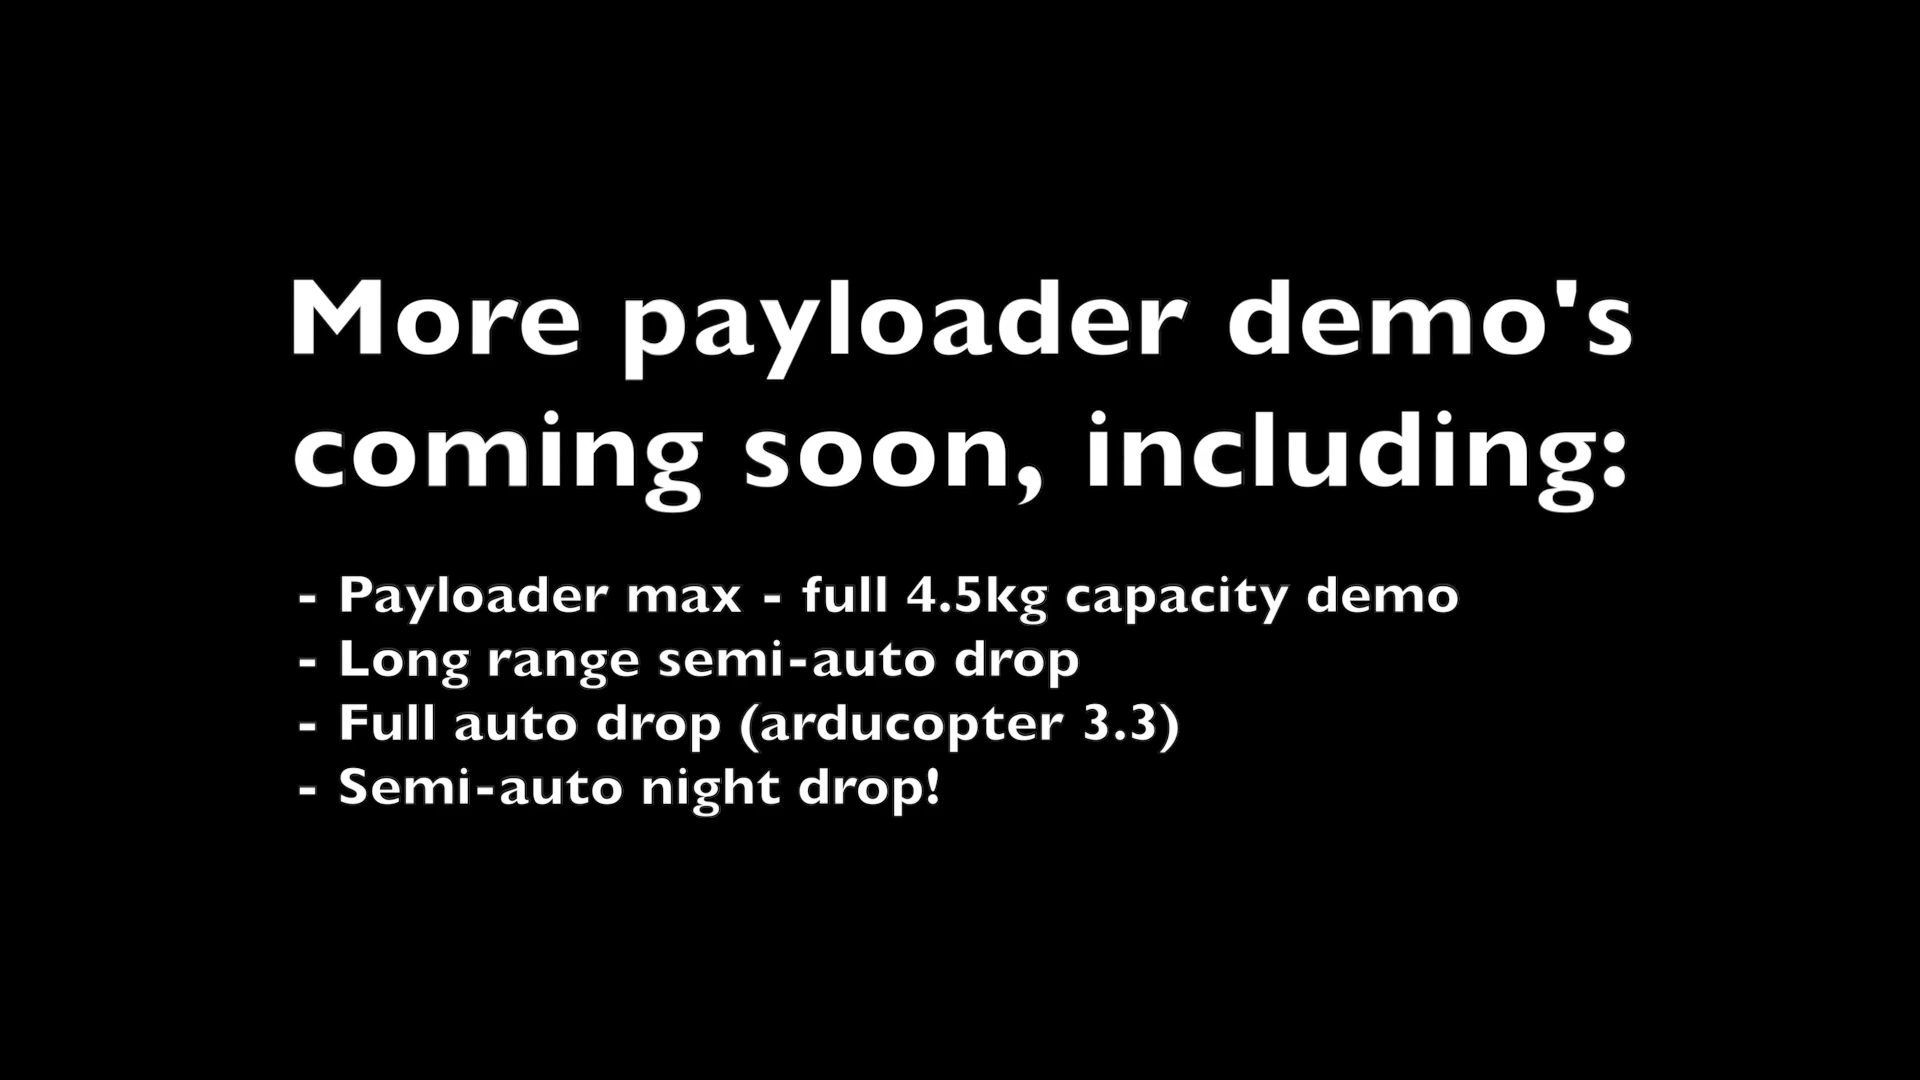 More payloader demo's
coming soon, including:
- Payloader max - full 4.5kg capacity demo
- Long range semi-auto drop
- Full auto drop (arducopter 3.3)
- Semi-auto night drop!